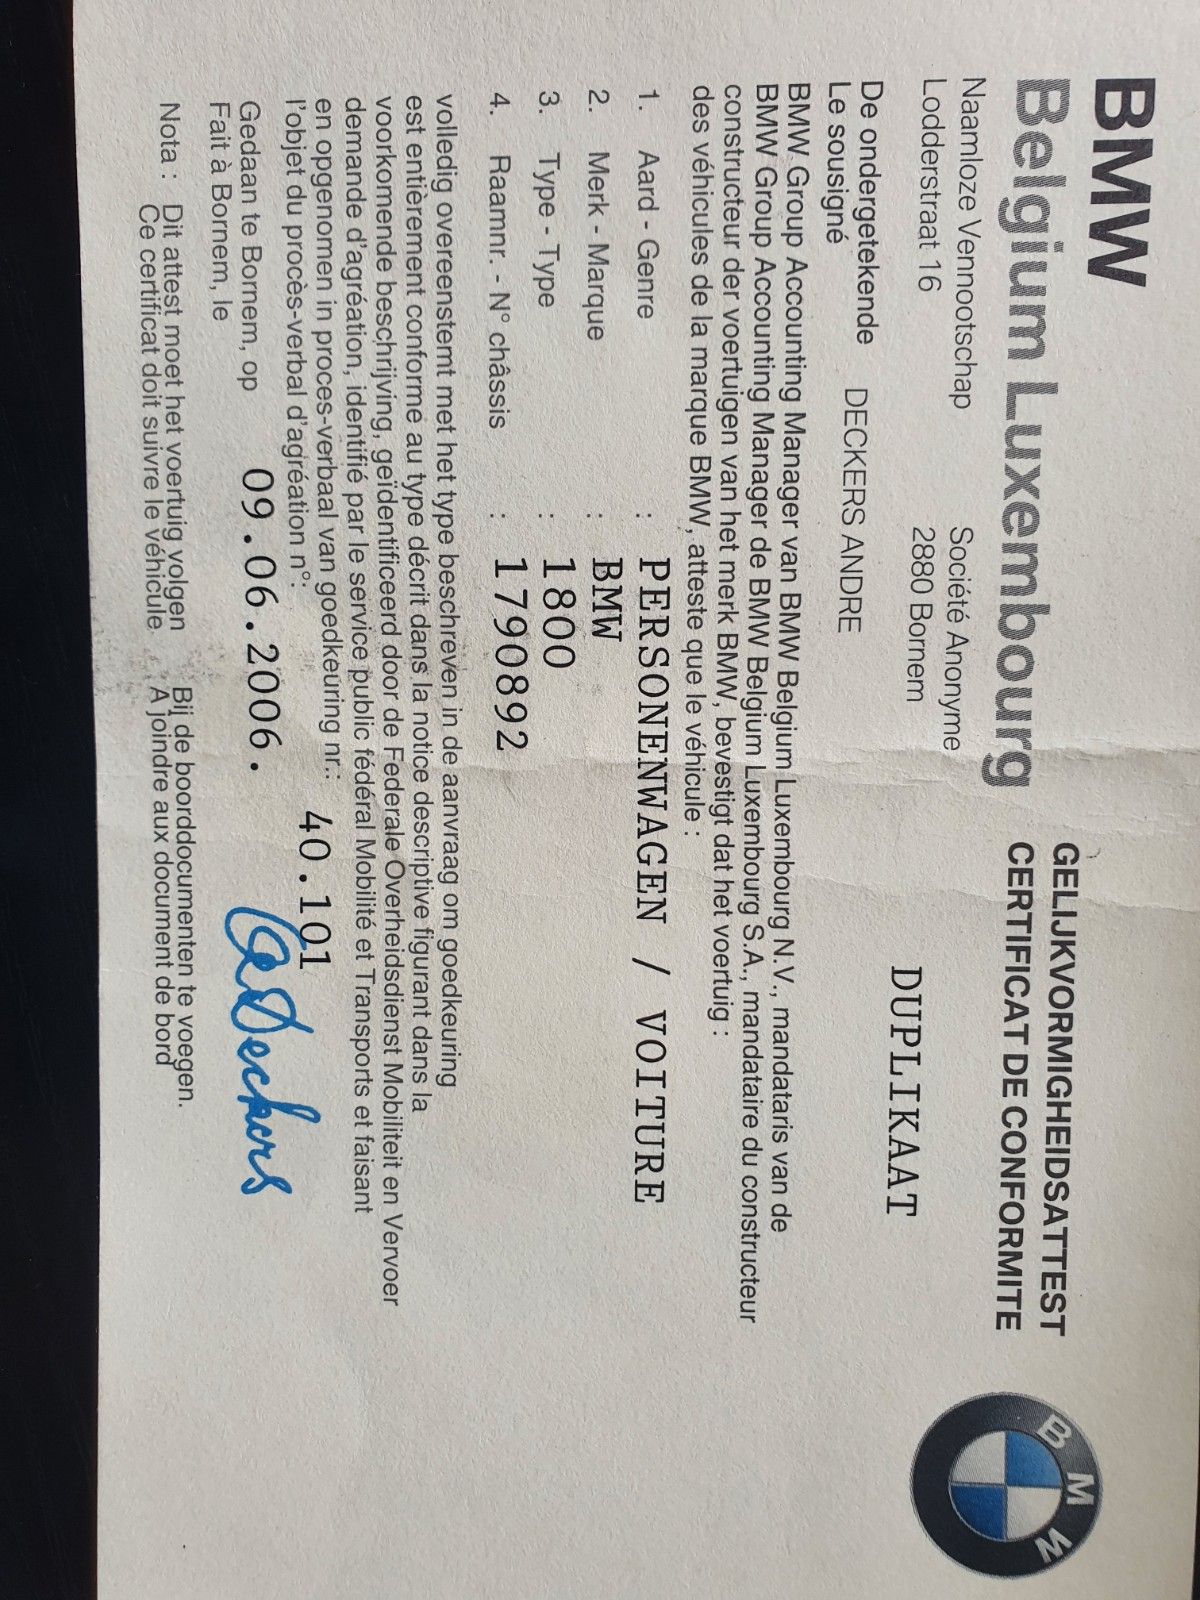 BMW
Belgium Luxembourg
GELIJKVORMIGHEIDSATTEST
CERTIFICAT DE CONFORMITE
BMW
Naamloze Vennootschap Société Anonyme
Lodderstraat 16 2880 Bornem
DUPLIKAAT
De ondergetekende DECKERS ANDRE
Le sousigné
BMW Group Accounting Manager van BMW Belgium Luxembourg N.V., mandataris van de
BMW Group Accounting Manager de BMW Belgium Luxembourg S.A., mandataire du constructeur
constructeur der voertuigen van het merk BMW, bevestigt dat het voertuig :
des véhicules de la marque BMW, atteste que le véhicule :
1. Aard - Genre : PERSONENWAGEN / VOITURE
2. Merk - Marque : BMW
3. Type - Type : 1800
4. Raamnr. - N° châssis : 1790892
volledig overeenstemt met het type beschreven in de aanvraag om goedkeuring
est entièrement conforme au type décrit dans la notice descriptive figurant dans la
voorkomende beschrijving, geïdentificeerd door de Federale Overheidsdienst Mobiliteit en Vervoer
demande d'agréation, identifié par le service public fédéral Mobilité et Transports et faisant
en opgenomen in proces-verbaal van goedkeuring nr.: 40.101
l'objet du procès-verbal d'agréation n°:
Gedaan te Bornem, op 09.06.2006.
Fait à Bornem, le
ADeckers
Nota : Dit attest moet het voertuig volgen Bij de boorddocumenten te voegen.
Ce certificat doit suivre le véhicule. A joindre aux document de bord